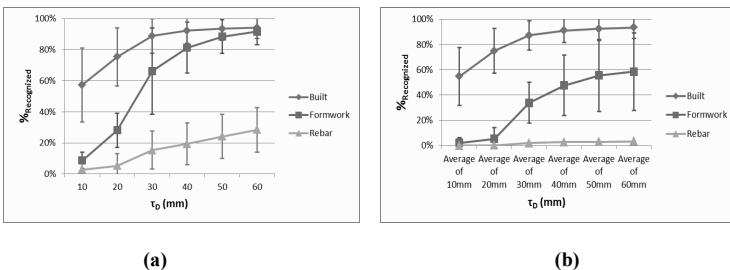 100%
80%
60%
40%
20%
0%
%Recognized
10 20 30 40 50 60
τD (mm)
Built
Formwork
Rebar
(a)
100%
80%
60%
40%
20%
0%
%Recognized
Average Average Average Average Average Average
of of of of of of
10mm 20mm 30mm 40mm 50mm 60mm
τD (mm)
Built
Formwork
Rebar
(b)